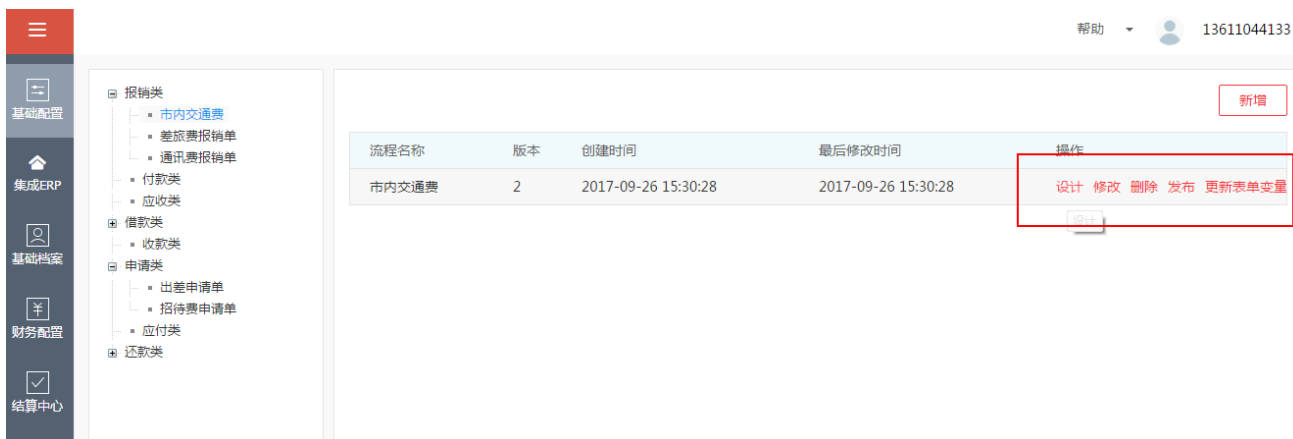 帮助 13611044133
基础配置
集成ERP
基础档案
财务配置
结算中心
报销类
市内交通费
差旅费报销单
通讯费报销单
付款类
应收类
借款类
收款类
申请类
出差申请单
招待费申请单
应付类
还款类
新增
流程名称 版本 创建时间 最后修改时间 操作
市内交通费 2 2017-09-26 15:30:28 2017-09-26 15:30:28 设计 修改 删除 发布 更新表单变量
设计